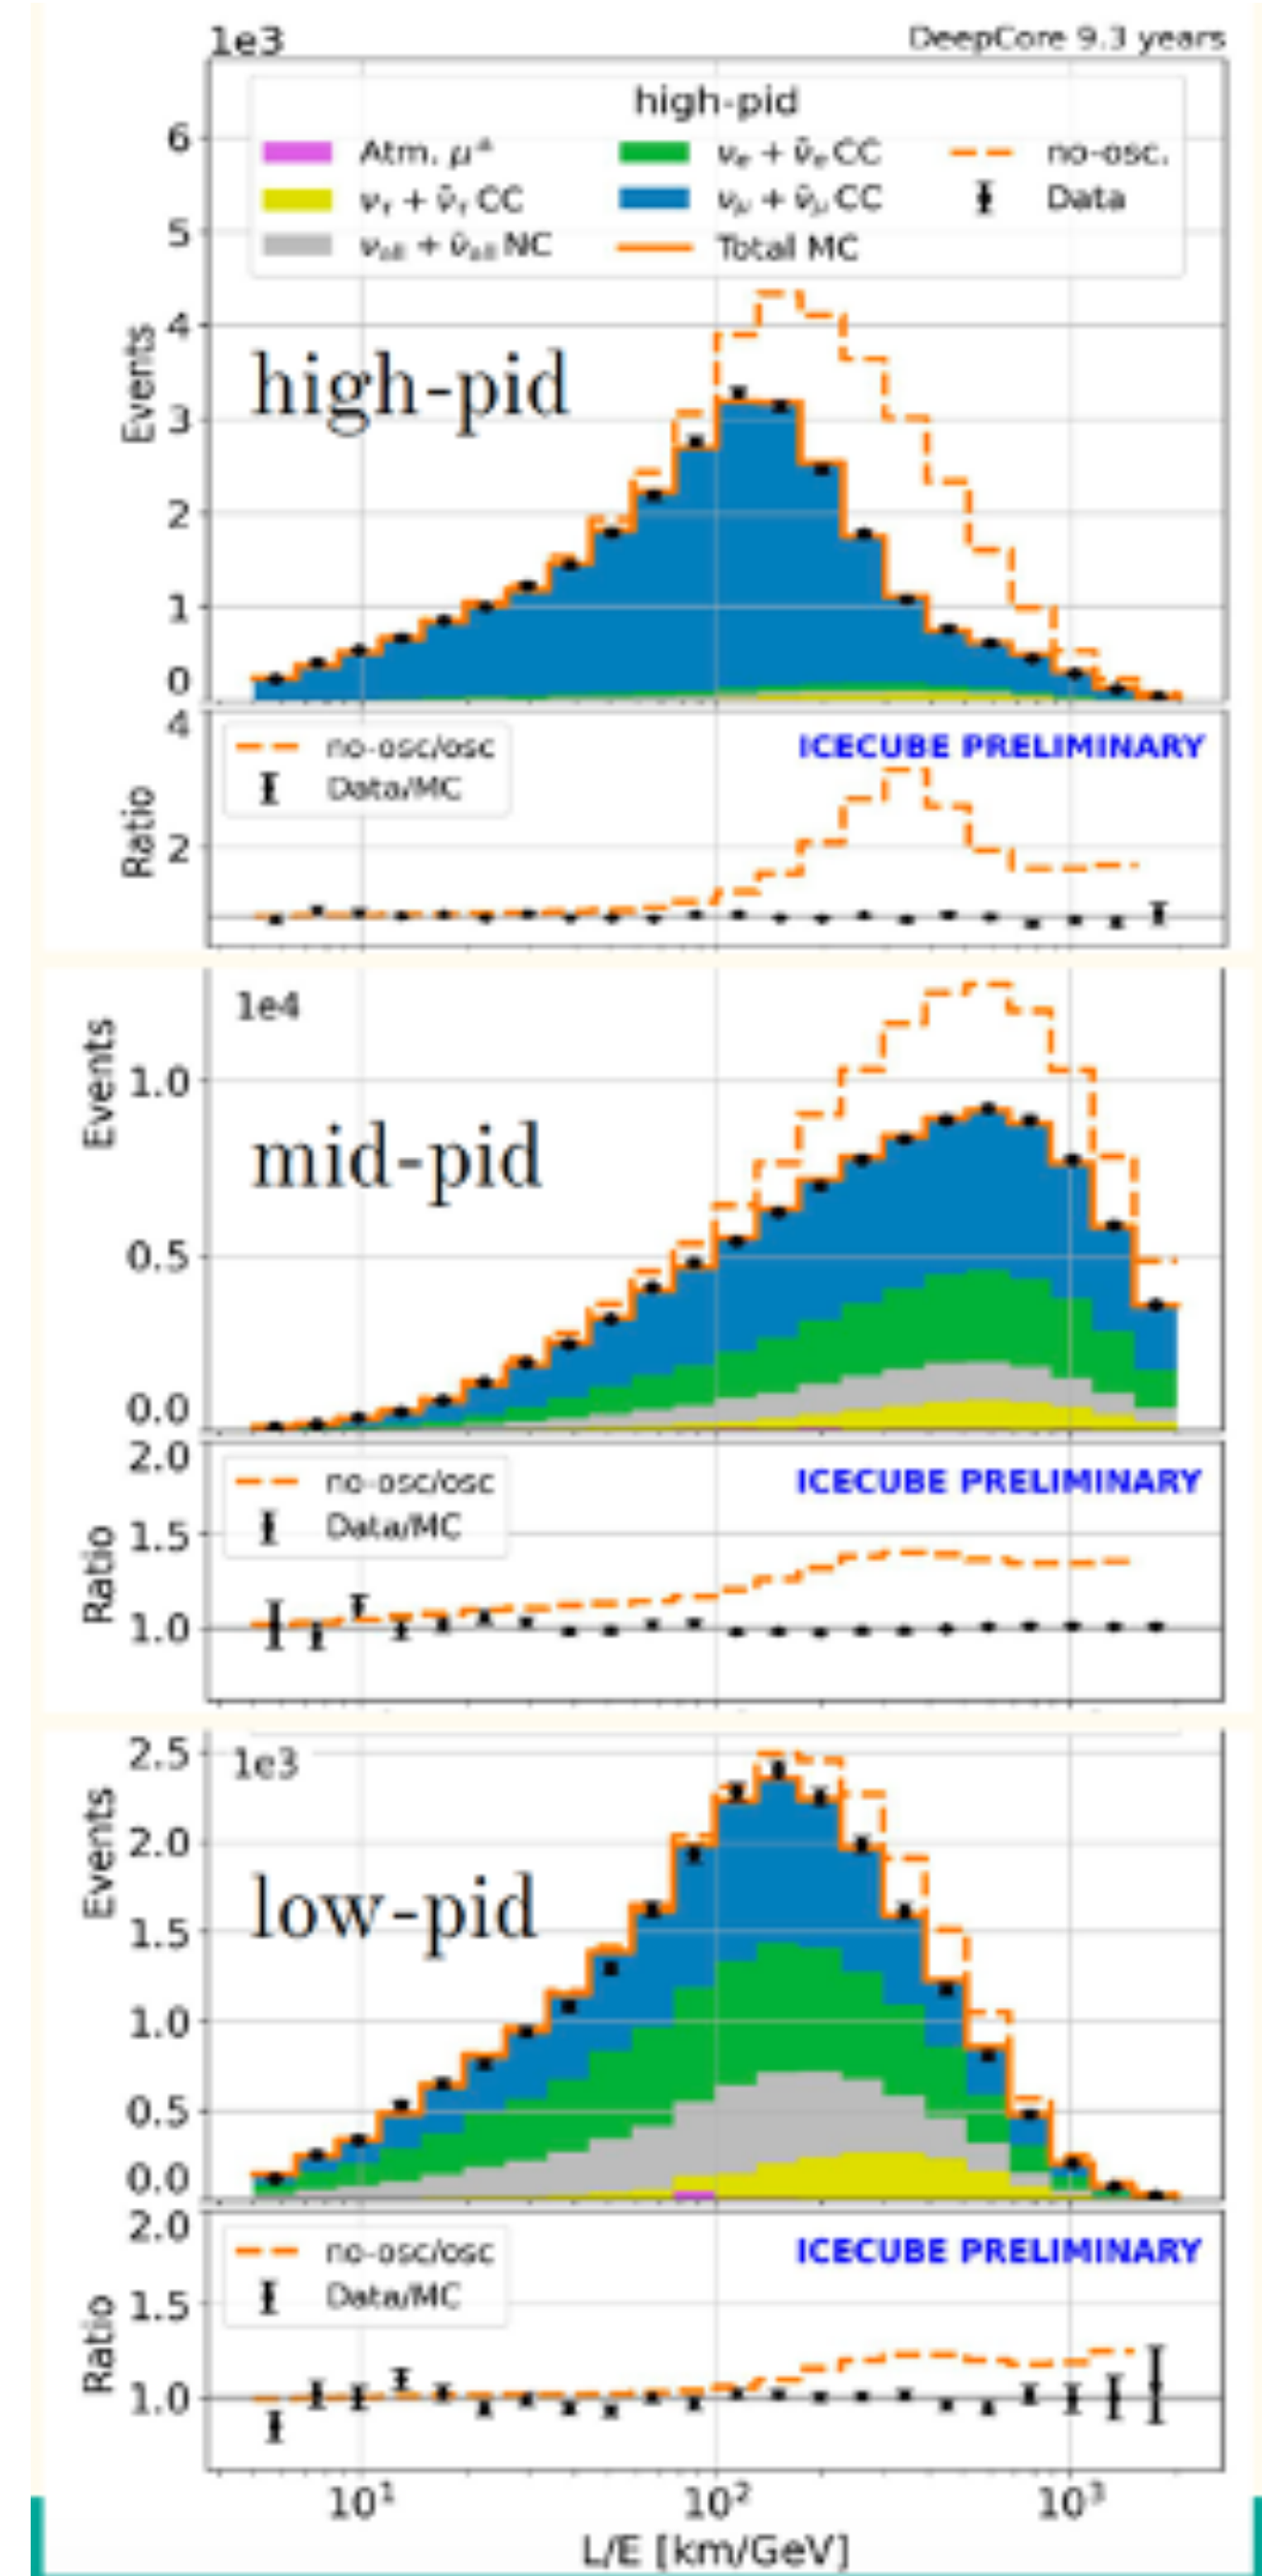 1e3 DeepCore 9.3 years
high-pid
Atm. μ± νe + ν̄e CC no-osc.
ντ + ν̄τ CC νμ + ν̄μ CC Data
νall + ν̄all NC Total MC
6
5
4
3
2
1
0
Events
high-pid
4
2
Ratio
no-osc/osc
Data/MC
ICECUBE PRELIMINARY
1e4
Events
1.0
0.5
0.0
mid-pid
2.0
1.5
1.0
Ratio
no-osc/osc
Data/MC
ICECUBE PRELIMINARY
1e3
Events
2.5
2.0
1.5
1.0
0.5
0.0
low-pid
2.0
1.5
1.0
Ratio
no-osc/osc
Data/MC
ICECUBE PRELIMINARY
10¹ 10² 10³
L/E [km/GeV]